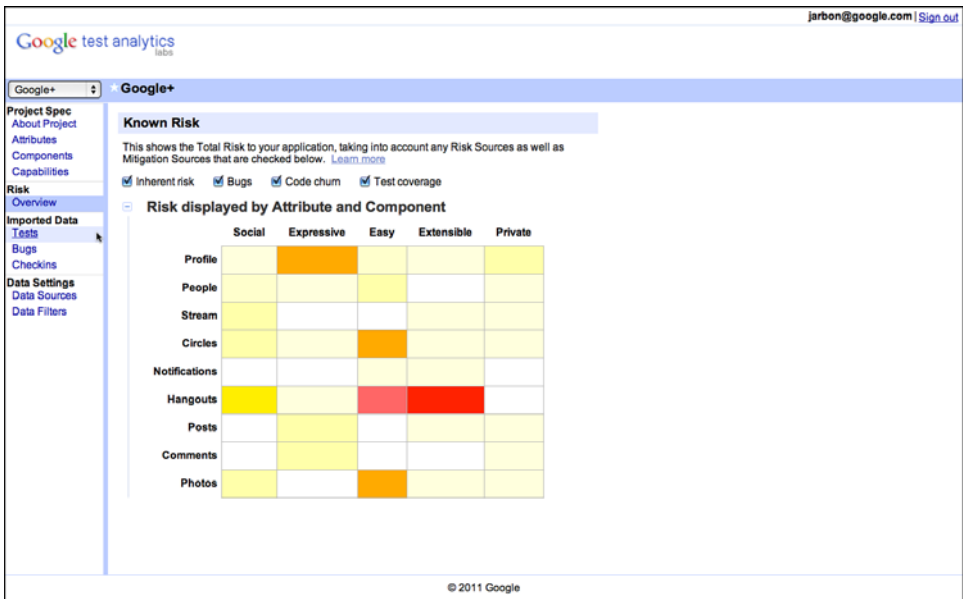 jarbon@google.com | Sign out
Google test analytics
labs
Google+
Google+
Project Spec
About Project
Attributes
Components
Capabilities
Risk
Overview
Imported Data
Tests
Bugs
Checkins
Data Settings
Data Sources
Data Filters
Known Risk
This shows the Total Risk to your application, taking into account any Risk Sources as well as
Mitigation Sources that are checked below. Learn more
Inherent risk Bugs Code churn Test coverage
Risk displayed by Attribute and Component
Social Expressive Easy Extensible Private
Profile
People
Stream
Circles
Notifications
Hangouts
Posts
Comments
Photos
© 2011 Google